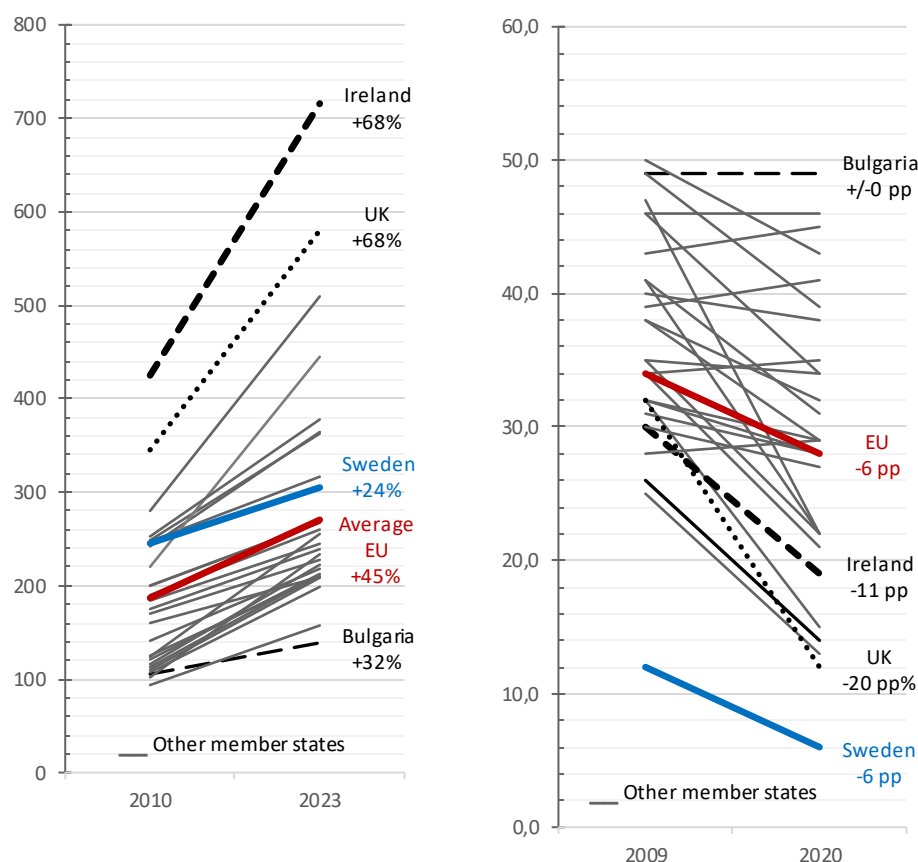 800
700
600
500
400
300
200
100
0
2010
2023
Ireland
+68%
UK
+68%
Sweden
+24%
Average
EU
+45%
Bulgaria
+32%
Other member states
60,0
50,0
40,0
30,0
20,0
10,0
0,0
2009
2020
Bulgaria
+/-0 pp
EU
-6 pp
Ireland
-11 pp
UK
-20 pp%
Sweden
-6 pp
Other member states